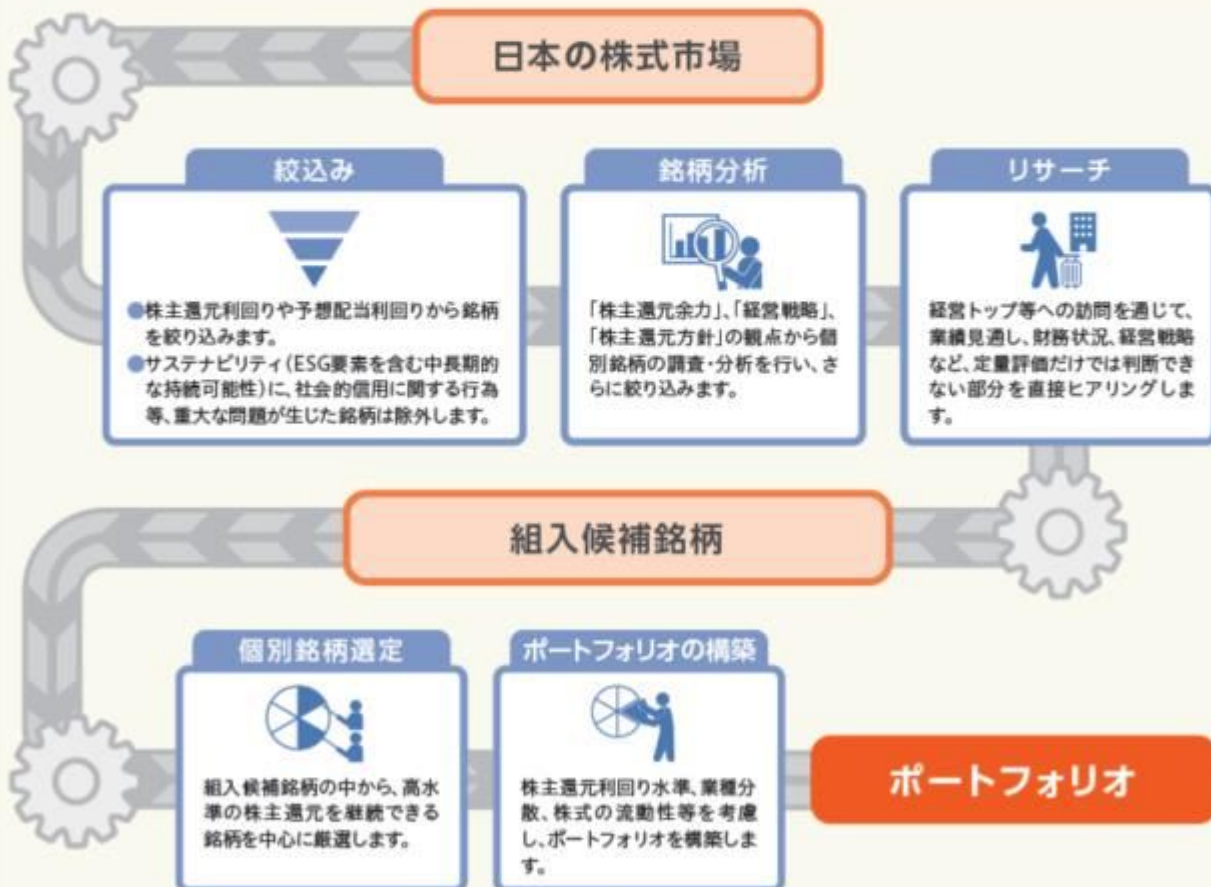 日本の株式市場
絞込み
●株主還元利回りや予想配当利回りから銘柄
を絞り込みます。
●サステナビリティ(ESG要素を含む中長期的
な持続可能性)に、社会的信用に関する行為
等、重大な問題が生じた銘柄は除外します。
銘柄分析
「株主還元余力」、「経営戦略」、
「株主還元方針」の観点から個
別銘柄の調査・分析を行い、さ
らに絞り込みます。
リサーチ
経営トップ等への訪問を通じて、
業績見通し、財務状況、経営戦略
など、定量評価だけでは判断でき
ない部分を直接ヒアリングしま
す。
組入候補銘柄
個別銘柄選定
組入候補銘柄の中から、高水
準の株主還元を継続できる
銘柄を中心に厳選します。
ポートフォリオの構築
株主還元利回り水準、業種分
散、株式の流動性等を考慮
し、ポートフォリオを構築しま
す。
ポートフォリオ